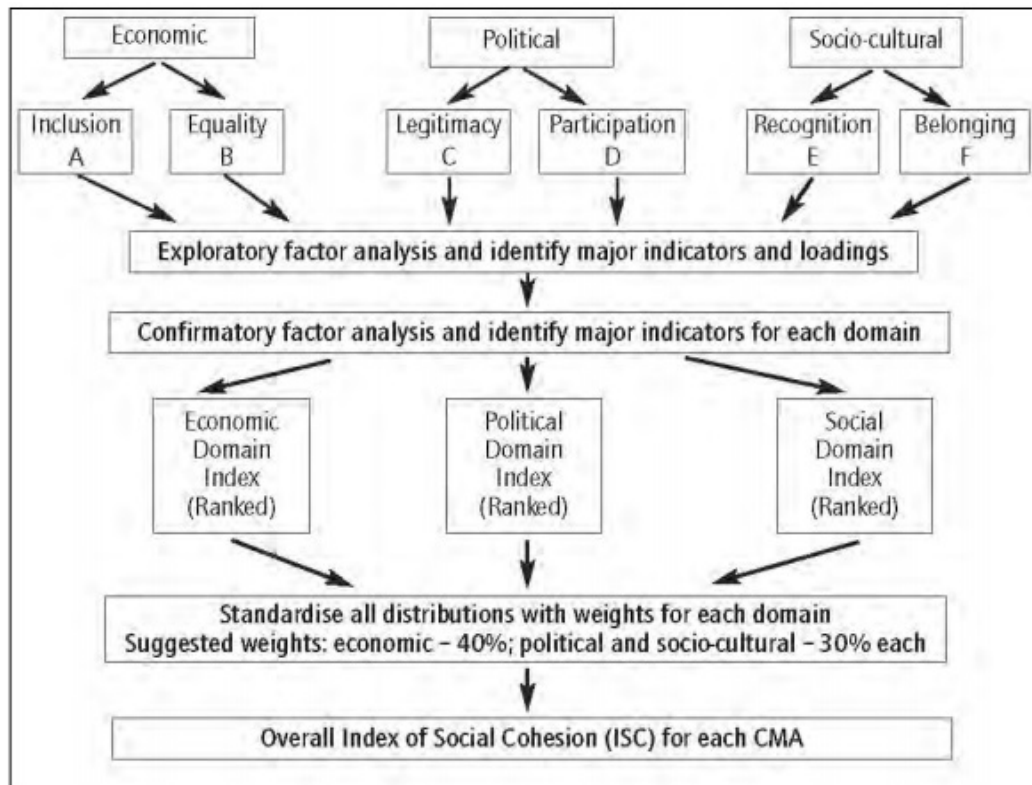 Economic
Political
Socio-cultural
Inclusion
A
Equality
B
Legitimacy
C
Participation
D
Recognition
E
Belonging
F
Exploratory factor analysis and identify major indicators and loadings
Confirmatory factor analysis and identify major indicators for each domain
Economic
Domain
Index
(Ranked)
Political
Domain
Index
(Ranked)
Social
Domain
Index
(Ranked)
Standardise all distributions with weights for each domain
Suggested weights: economic – 40%; political and socio-cultural – 30% each
Overall Index of Social Cohesion (ISC) for each CMA